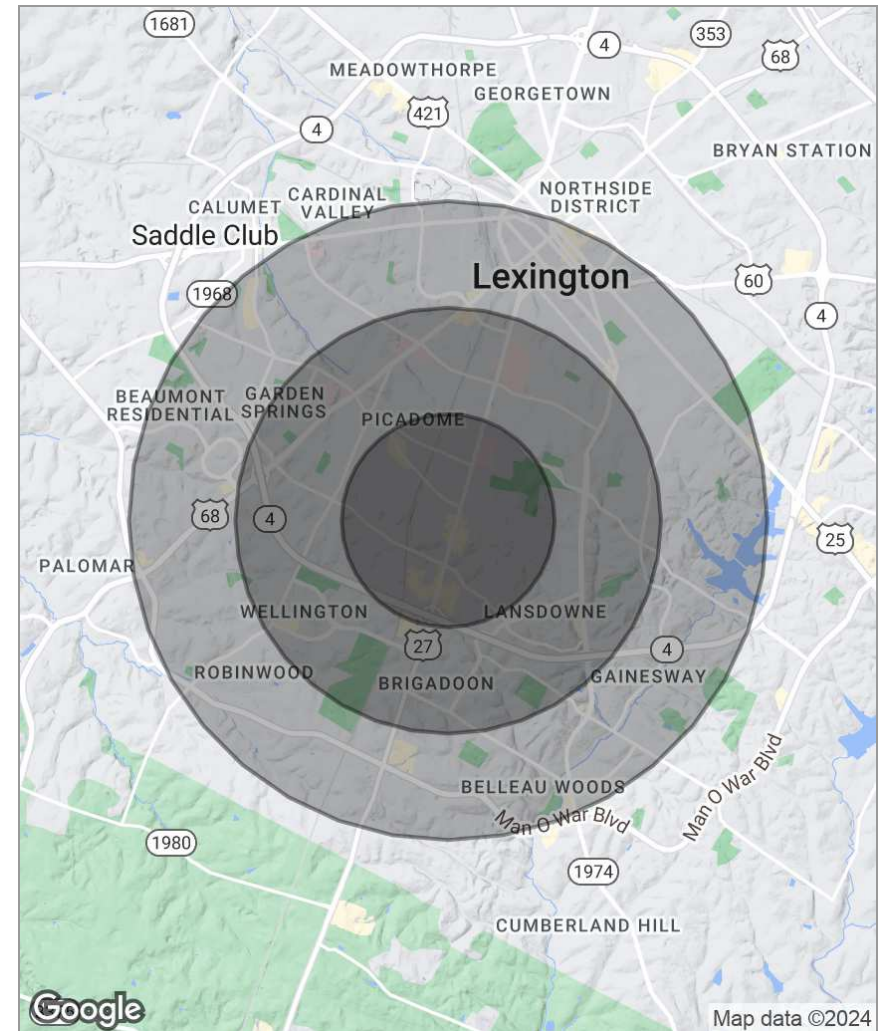 1681
4
353
68
MEADOWTHORPE
GEORGETOWN
421
4
BRYAN STATION
CARDINAL
VALLEY
NORTHSIDE
DISTRICT
CALUMET
Saddle Club
Lexington
60
1968
4
BEAUMONT
RESIDENTIAL
GARDEN
SPRINGS
PICADOME
68
4
25
PALOMAR
WELLINGTON
LANSDOWNE
27
4
ROBINWOOD
BRIGADOON
GAINESWAY
BELLEAU WOODS
Man O War Blvd
Man O War Blvd
1980
1974
CUMBERLAND HILL
Google
Map data ©2024